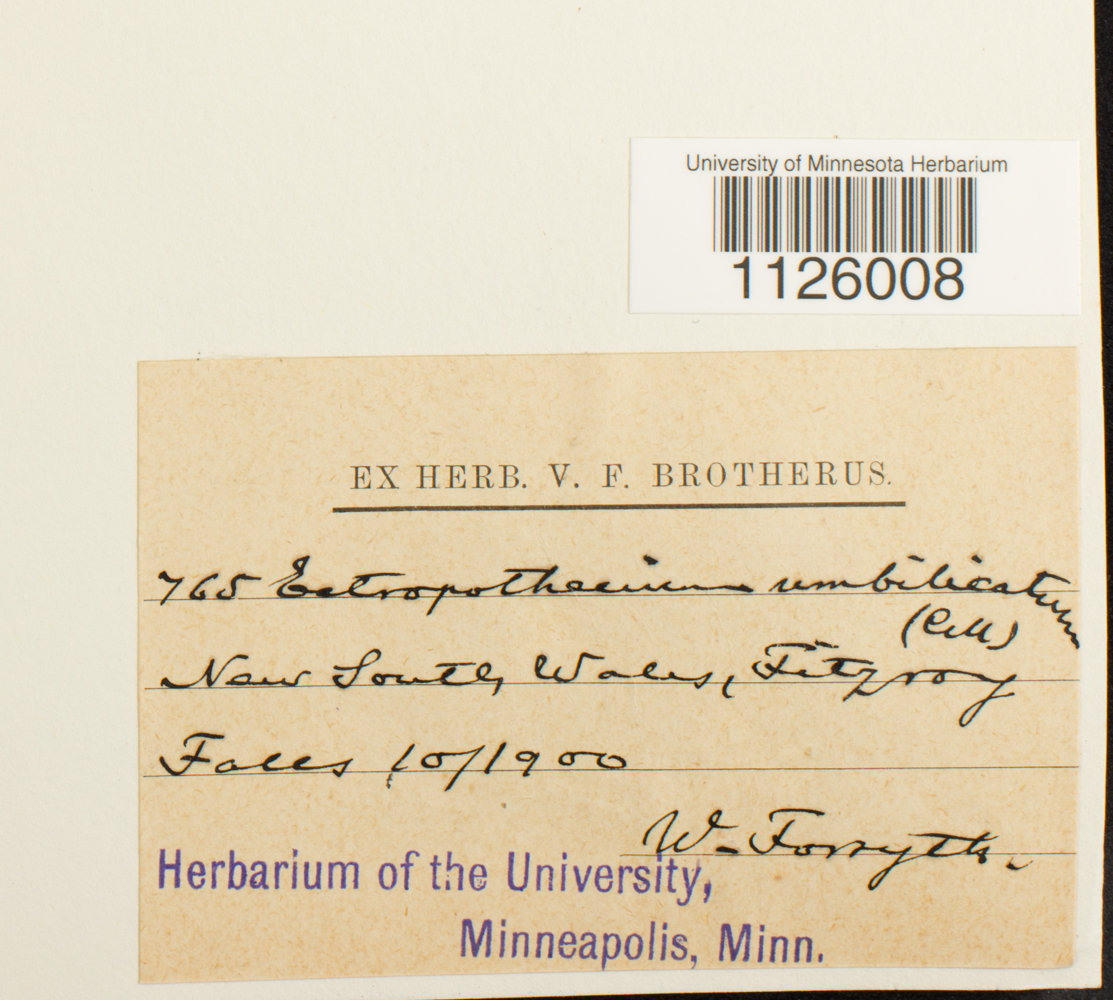 University of Minnesota Herbarium
1126008
EX HERB. V. F. BROTHERUS.
765 Ectropothecium umbilicatum
(C.M.)
New South Wales, Fitzroy
Falls 10/1900
W. Forsyth.
Herbarium of the University,
Minneapolis, Minn.